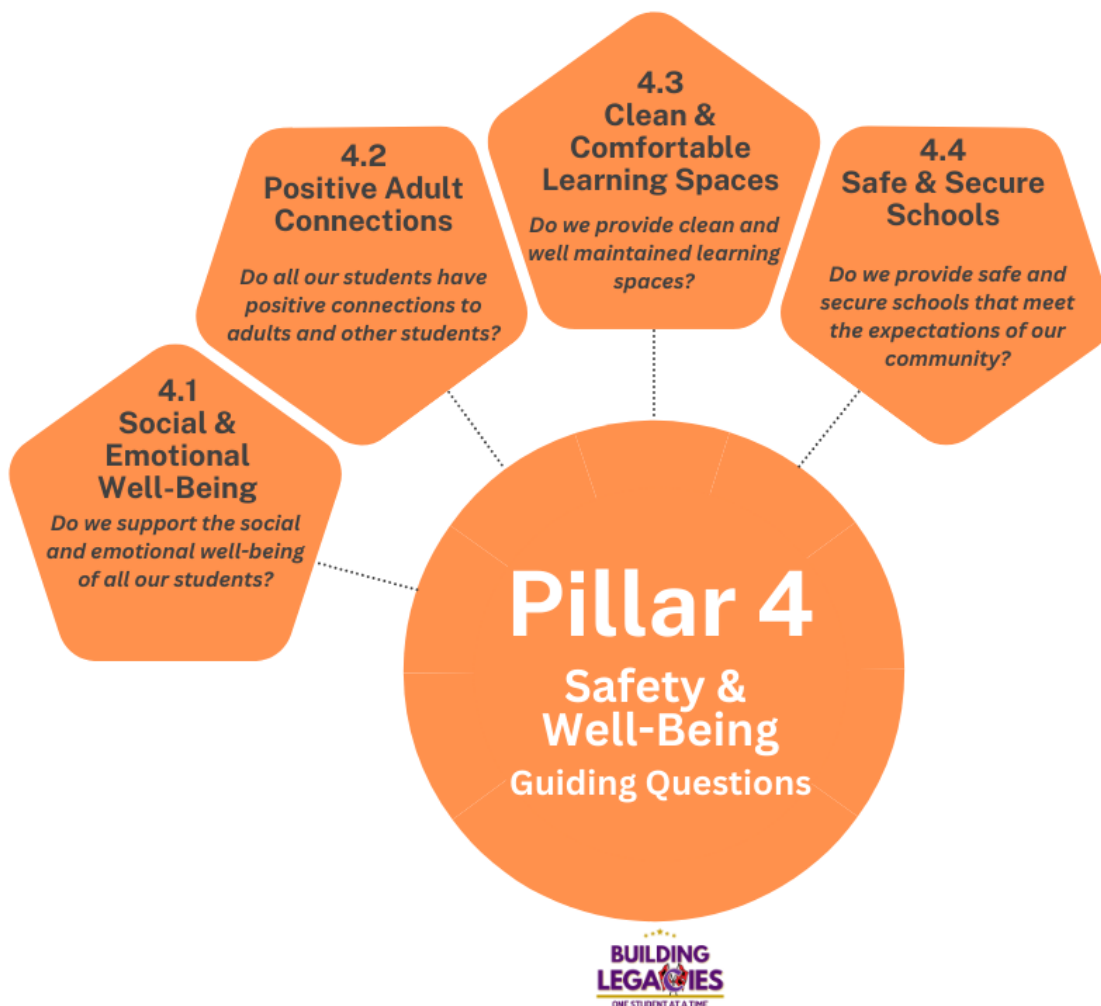 4.1
Social &
Emotional
Well-Being
Do we support the social
and emotional well-being
of all our students?
4.2
Positive Adult
Connections
Do all our students have
positive connections to
adults and other students?
4.3
Clean &
Comfortable
Learning Spaces
Do we provide clean and
well maintained learning
spaces?
4.4
Safe & Secure
Schools
Do we provide safe and
secure schools that meet
the expectations of our
community?
Pillar 4
Safety &
Well-Being
Guiding Questions
BUILDING
LEGACIES
ONE STUDENT AT A TIME